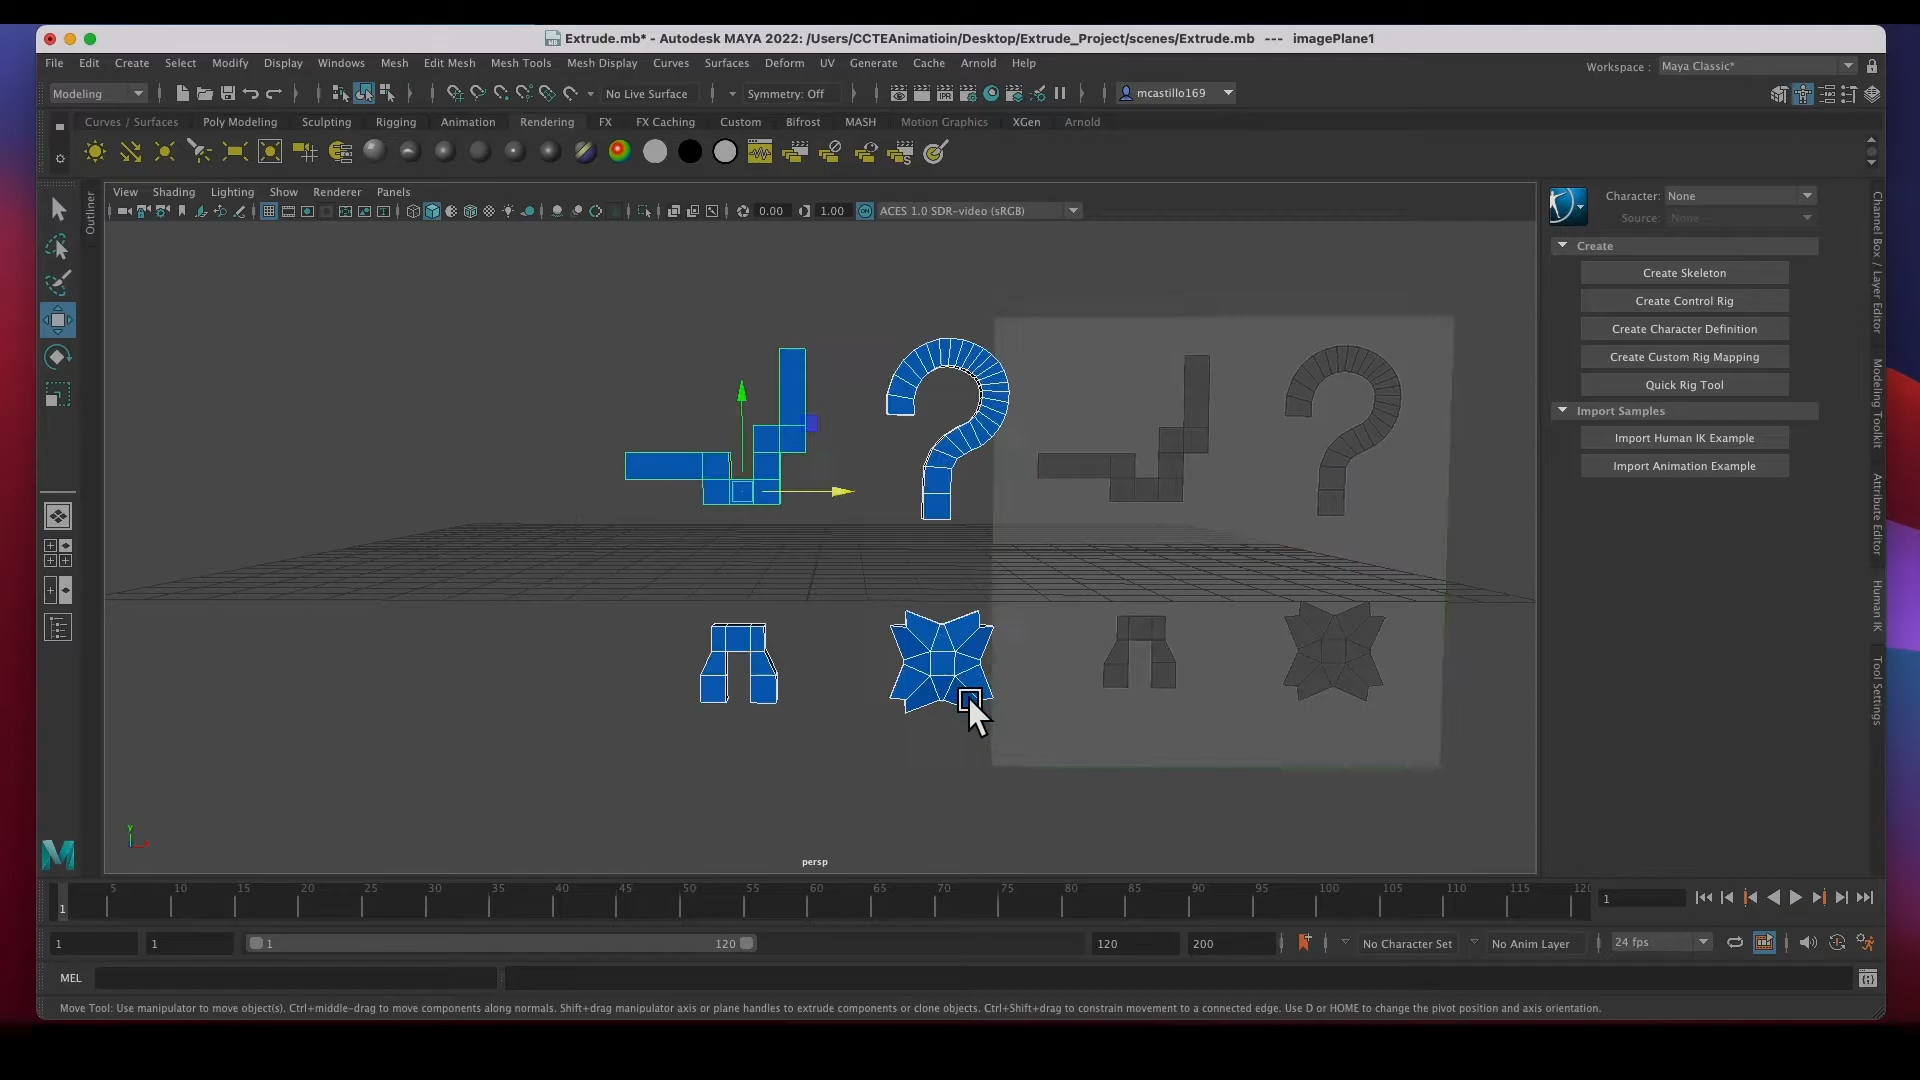 Extrude.mb* - Autodesk MAYA 2022: /Users/CCTEAnimatioin/Desktop/Extrude_Project/scenes/Extrude.mb --- imagePlane1
File Edit Create Select Modify Display Windows Mesh Edit Mesh Mesh Tools Mesh Display Curves Surfaces Deform UV Generate Cache Arnold Help
Workspace : Maya Classic*
Modeling No Live Surface Symmetry: Off mcastillo169
Curves / Surfaces Poly Modeling Sculpting Rigging Animation Rendering FX FX Caching Custom Bifrost MASH Motion Graphics XGen Arnold
IPR
S
Outliner
View Shading Lighting Show Renderer Panels
0.00 1.00 ON ACES 1.0 SDR-video (sRGB)
Character: None
Source: None
Create
Create Skeleton
Create Control Rig
Create Character Definition
Create Custom Rig Mapping
Quick Rig Tool
Import Samples
Import Human IK Example
Import Animation Example
Channel Box / Layer Editor
Modeling Toolkit
Attribute Editor
Human IK
Tool Settings
y
persp
M
5 10 15 20 25 30 35 40 45 50 55 60 65 70 75 80 85 90 95 100 105 110 115 120
1
1
1 1 1 120 120 200 No Character Set No Anim Layer 24 fps
MEL
Move Tool: Use manipulator to move object(s). Ctrl+middle-drag to move components along normals. Shift+drag manipulator axis or plane handles to extrude components or clone objects. Ctrl+Shift+drag to constrain movement to a connected edge. Use D or HOME to change the pivot position and axis orientation.